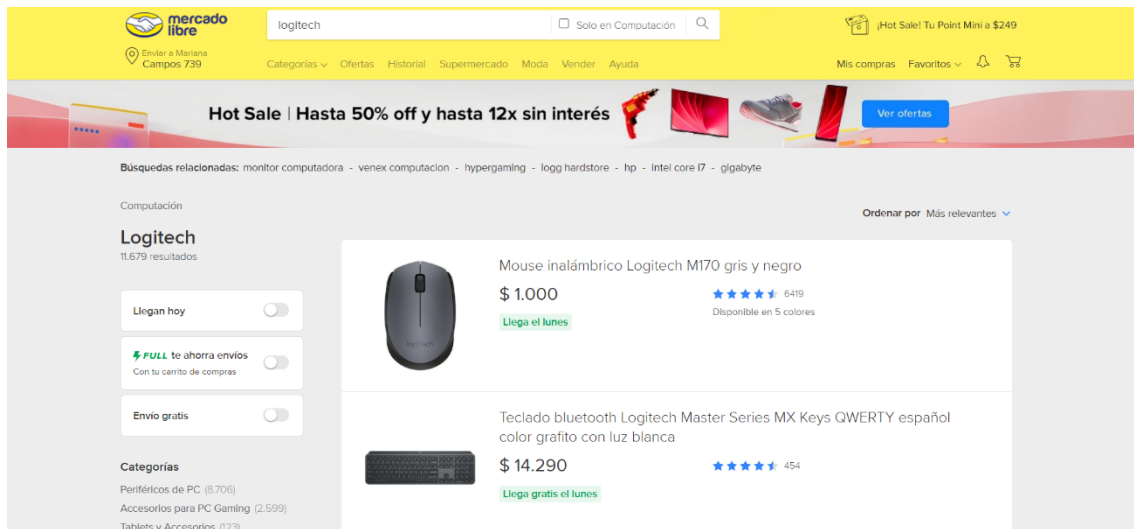 mercado
libre
logitech
Solo en Computación
¡Hot Sale! Tu Point Mini a $249
Enviar a Mariana
Campos 739
Categorías Ofertas Historial Supermercado Moda Vender Ayuda
Mis compras Favoritos
Hot Sale | Hasta 50% off y hasta 12x sin interés
Ver ofertas
Búsquedas relacionadas: monitor computadora - venex computacion - hypergaming - logg hardstore - hp - intel core i7 - gigabyte
Computación
Ordenar por Más relevantes
Logitech
11.679 resultados
Llegan hoy
FULL te ahorra envíos
Con tu carrito de compras
Envío gratis
Categorías
Periféricos de PC (8.706)
Accesorios para PC Gaming (2.599)
Tablets y Accesorios (123)
logitech
Mouse inalámbrico Logitech M170 gris y negro
$ 1.000
6419
Disponible en 5 colores
Llega el lunes
Teclado bluetooth Logitech Master Series MX Keys QWERTY español
color grafito con luz blanca
$ 14.290
454
Llega gratis el lunes